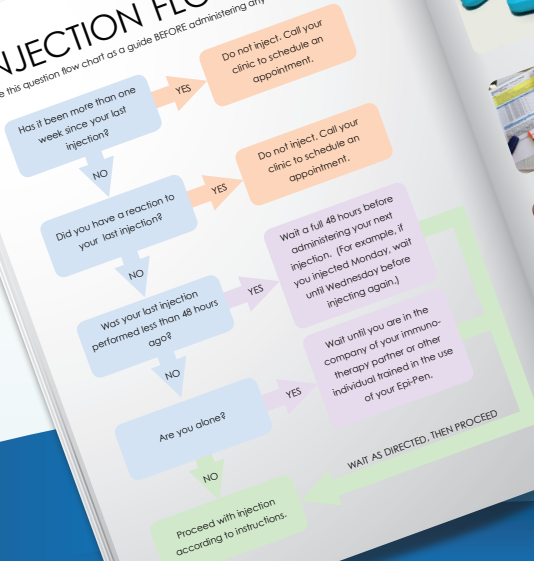 NJECTION FLO
this question flow chart as a guide BEFORE administering any
Has it been more than one
week since your last
injection?
YES
Do not inject. Call your
clinic to schedule an
appointment.
NO
Did you have a reaction to
your last injection?
YES
Do not inject. Call your
clinic to schedule an
appointment.
NO
Was your last injection
performed less than 48 hours
ago?
YES
Wait a full 48 hours before
administering your next
injection. (For example, if
you injected Monday, wait
until Wednesday before
injecting again.)
NO
Are you alone?
YES
Wait until you are in the
company of your immuno-
therapy partner or other
individual trained in the use
of your Epi-Pen.
NO
WAIT AS DIRECTED, THEN PROCEED
Proceed with injection
according to instructions.